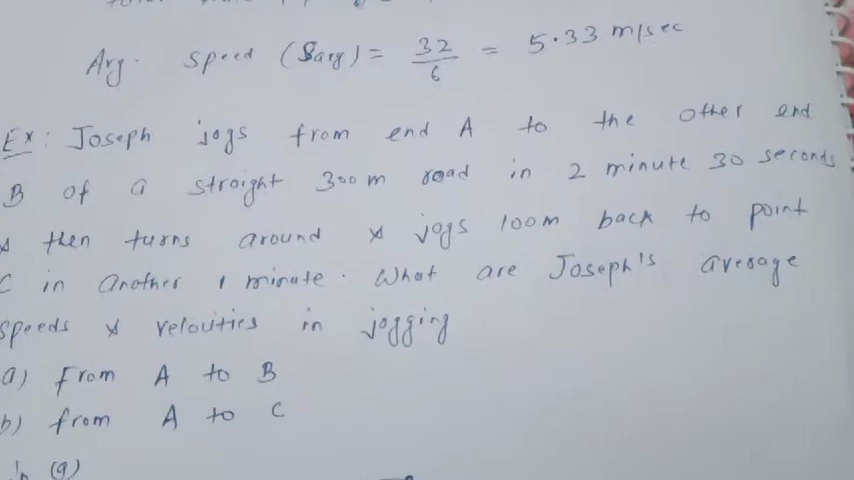 Avg. Speed (Savg) = 32/6 = 5.33 m/sec
Ex: Joseph jogs from end A to the other end
B of a straight 300m road in 2 minute 30 seconds
& then turns around & jogs 100m back to point
C in another 1 minute. What are Joseph's average
speeds & velouities in jogging
a) From A to B
b) from A to C
(a)